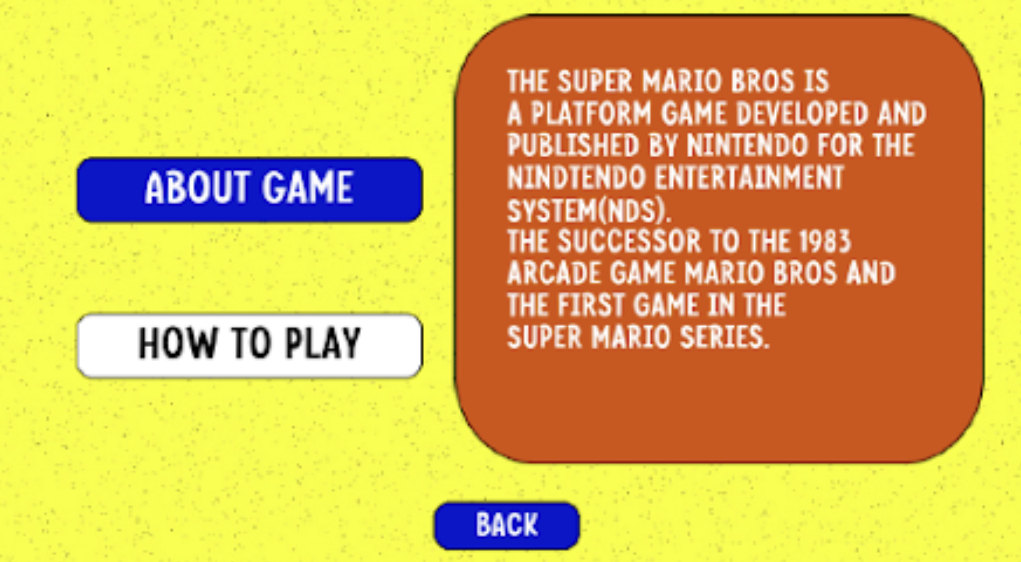 ABOUT GAME
HOW TO PLAY
THE SUPER MARIO BROS IS
A PLATFORM GAME DEVELOPED AND
PUBLISHED BY NINTENDO FOR THE
NINDTENDO ENTERTAINMENT
SYSTEM(NDS).
THE SUCCESSOR TO THE 1983
ARCADE GAME MARIO BROS AND
THE FIRST GAME IN THE
SUPER MARIO SERIES.
BACK